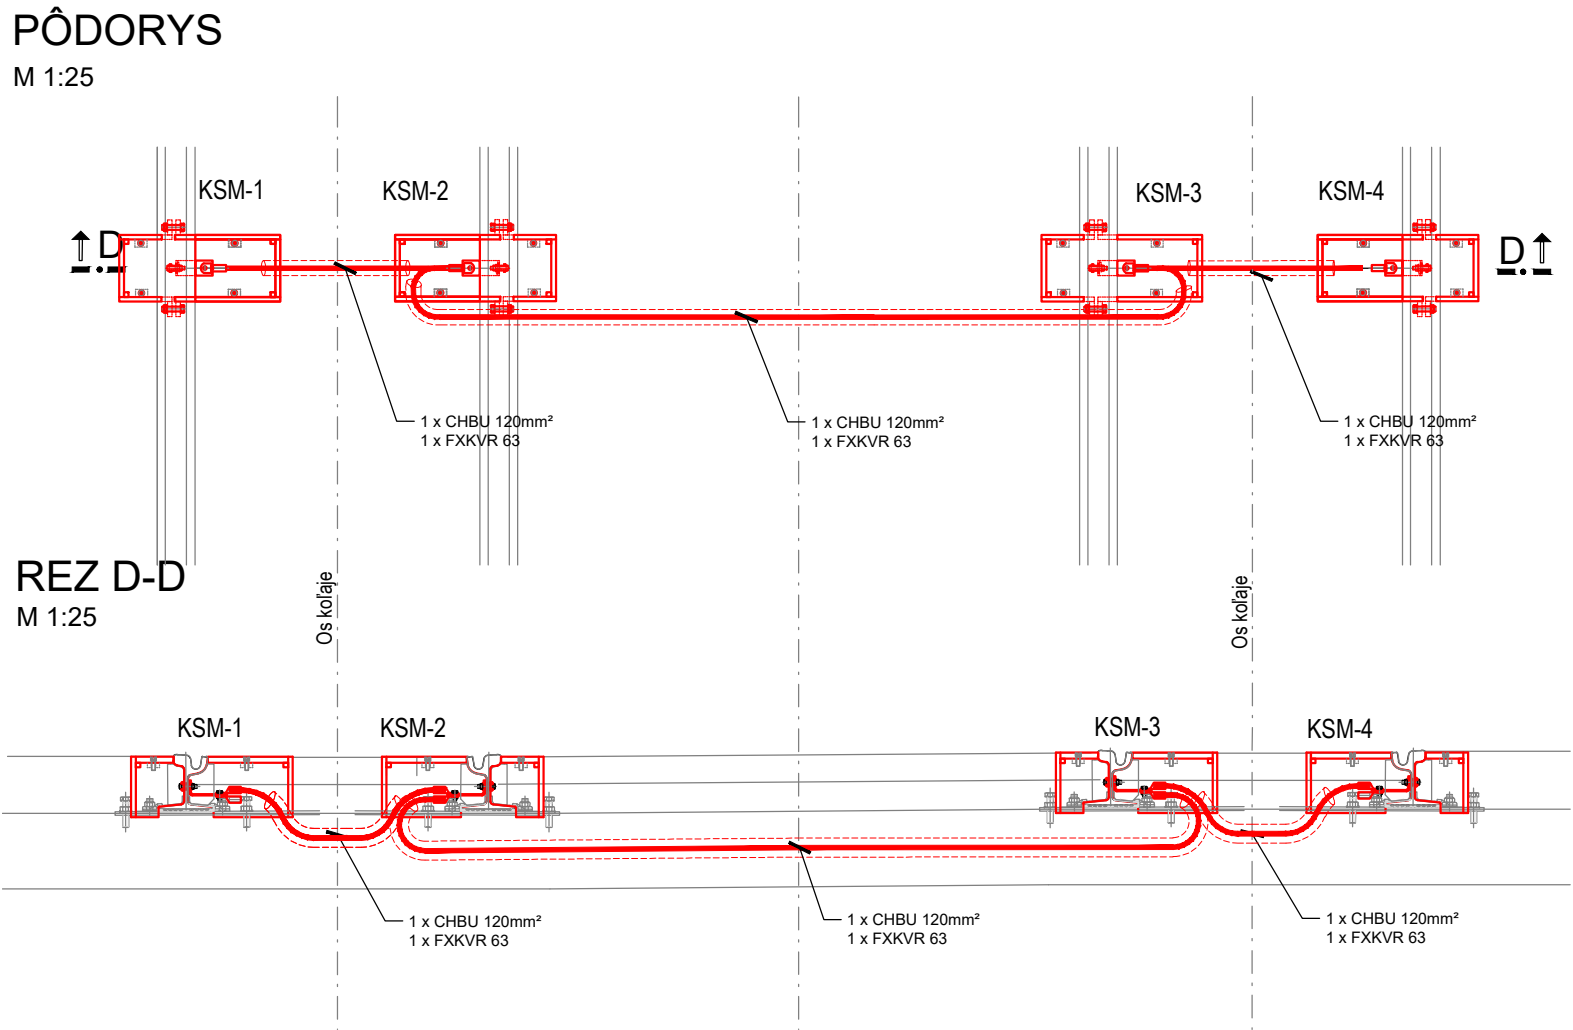 PÔDORYS
M 1:25
KSM-1
KSM-2
KSM-3
KSM-4
D
D
1 x CHBU 120mm²
1 x FXKVR 63
1 x CHBU 120mm²
1 x FXKVR 63
1 x CHBU 120mm²
1 x FXKVR 63
REZ D-D
M 1:25
Os koľaje
Os koľaje
KSM-1
KSM-2
KSM-3
KSM-4
1 x CHBU 120mm²
1 x FXKVR 63
1 x CHBU 120mm²
1 x FXKVR 63
1 x CHBU 120mm²
1 x FXKVR 63